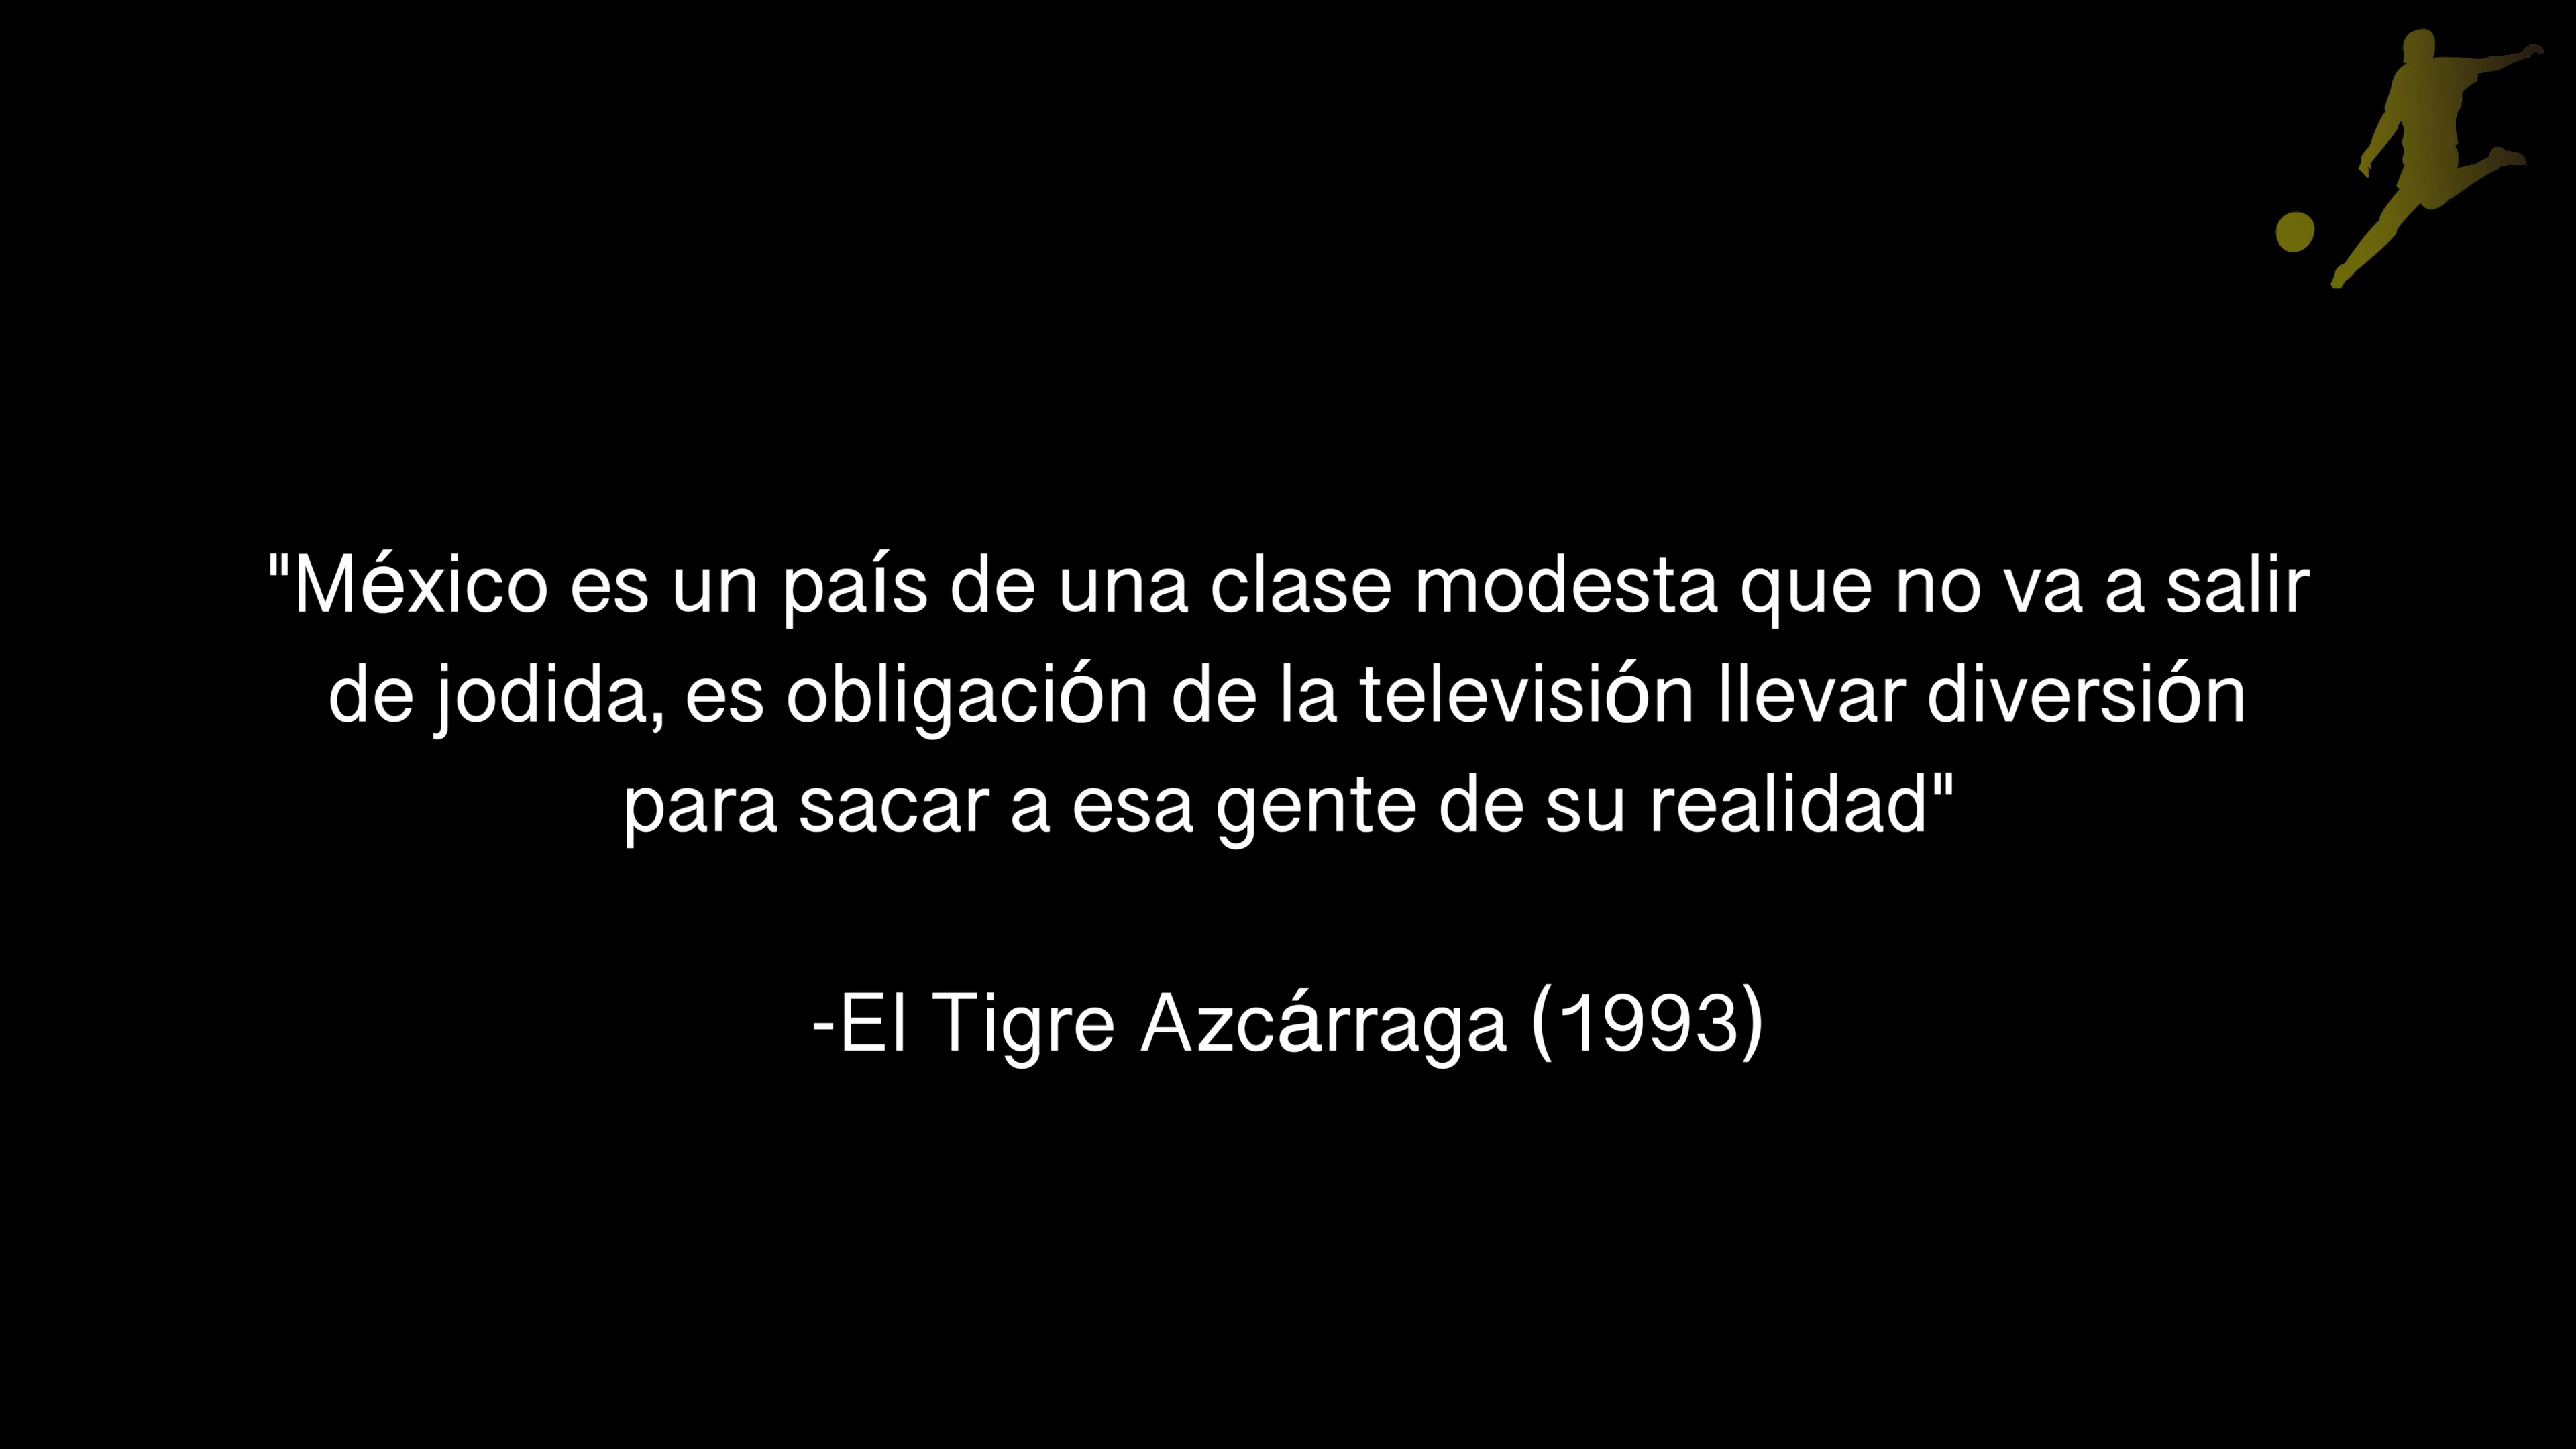 "México es un país de una clase modesta que no va a salir
de jodida, es obligación de la televisión llevar diversión
para sacar a esa gente de su realidad"
-El Tigre Azcárraga (1993)